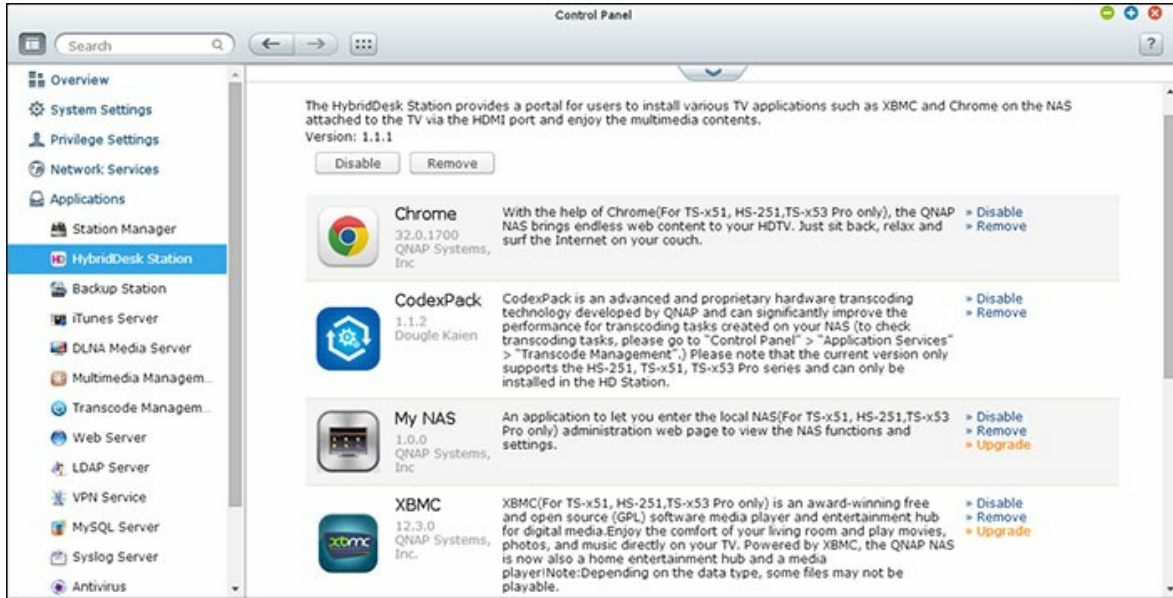 Control Panel
Search
?
Overview
System Settings
Privilege Settings
Network Services
Applications
Station Manager
HD HybridDesk Station
Backup Station
iTunes Server
DLNA Media Server
Multimedia Managem...
Transcode Managem...
Web Server
LDAP Server
VPN Service
MySQL Server
Syslog Server
Antivirus
The HybridDesk Station provides a portal for users to install various TV applications such as XBMC and Chrome on the NAS
attached to the TV via the HDMI port and enjoy the multimedia contents.
Version: 1.1.1
Disable Remove
Chrome
32.0.1700
QNAP Systems,
Inc
With the help of Chrome(For TS-x51, HS-251,TS-x53 Pro only), the QNAP
NAS brings endless web content to your HDTV. Just sit back, relax and
surf the Internet on your couch.
» Disable
» Remove
CodexPack
1.1.2
Dougle Kaien
CodexPack is an advanced and proprietary hardware transcoding
technology developed by QNAP and can significantly improve the
performance for transcoding tasks created on your NAS (to check
transcoding tasks, please go to "Control Panel" > "Application Services"
> "Transcode Management".) Please note that the current version only
supports the HS-251, TS-x51, TS-x53 Pro series and can only be
installed in the HD Station.
» Disable
» Remove
My NAS
1.0.0
QNAP Systems,
Inc
An application to let you enter the local NAS(For TS-x51, HS-251,TS-x53
Pro only) administration web page to view the NAS functions and
settings.
» Disable
» Remove
» Upgrade
xbmc
XBMC
12.3.0
QNAP Systems,
Inc.
XBMC(For TS-x51, HS-251,TS-x53 Pro only) is an award-winning free
and open source (GPL) software media player and entertainment hub
for digital media.Enjoy the comfort of your living room and play movies,
photos, and music directly on your TV. Powered by XBMC, the QNAP NAS
is now also a home entertainment hub and a media
player!Note:Depending on the data type, some files may not be
playable.
» Disable
» Remove
» Upgrade